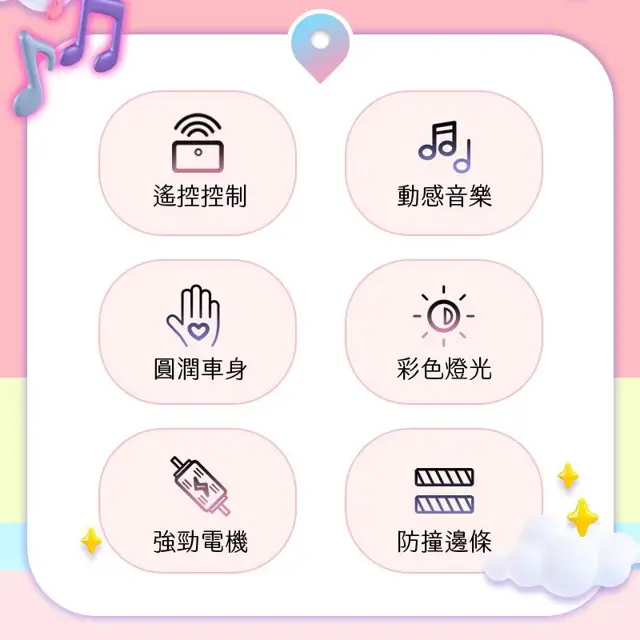 遙控控制
動感音樂
圓潤車身
彩色燈光
強勁電機
防撞邊條